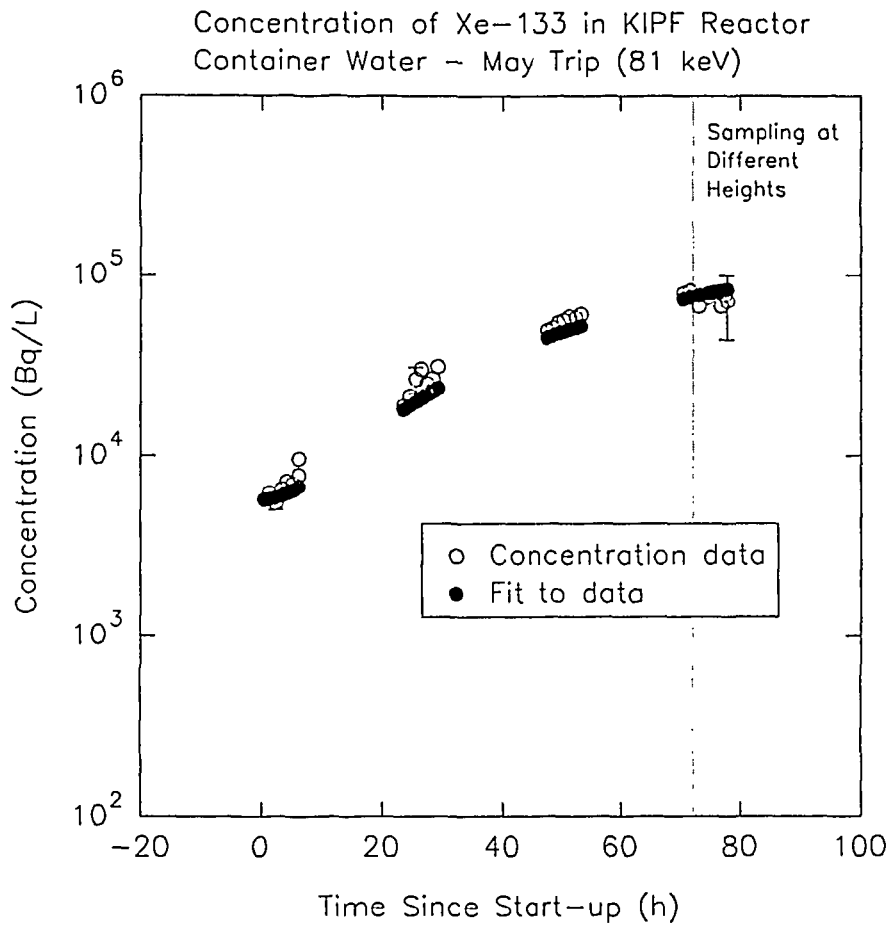 Concentration of Xe-133 in KIPF Reactor
Container Water - May Trip (81 keV)
10^6
Sampling at
Different
Heights
10^5
Concentration (Bq/L)
10^4
Concentration data
Fit to data
10^3
10^2
-20 0 20 40 60 80 100
Time Since Start-up (h)